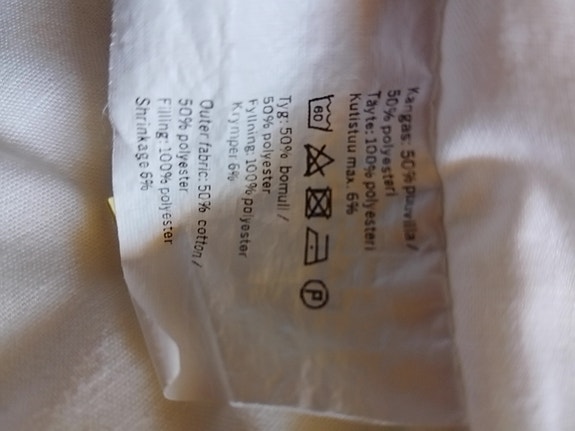 Kangas: 50% puuvilla /
50% polyesteri
Täyte: 100% polyesteri
Kutistuu max. 6%
60
P
Tyg: 50% bomull /
50% polyester
Fyllning: 100% polyester
Krymper 6%
Outer fabric: 50% cotton /
50% polyester
Filling: 100% polyester
Shrinkage 6%